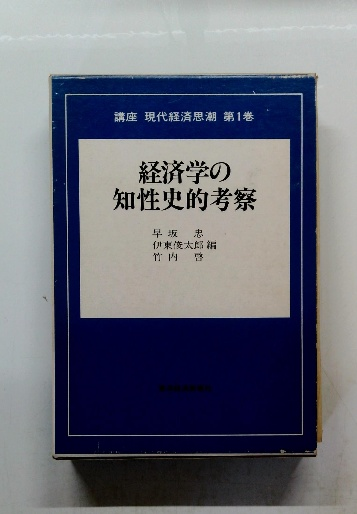 講座 現代経済思潮 第1巻
経済学の
知性史的考察
早坂 忠
伊東俊太郎 編
竹内 啓